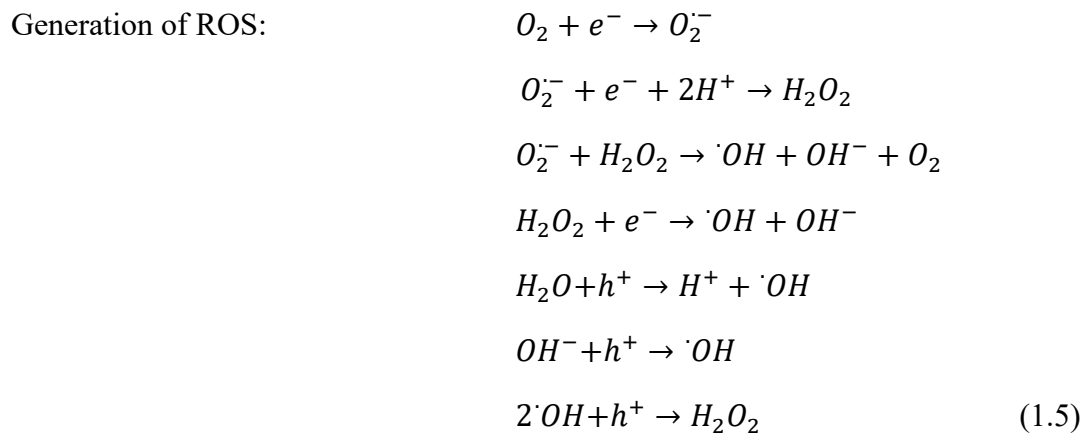 Generation of ROS: O₂ + e⁻ → O₂˙⁻
O₂˙⁻ + e⁻ + 2H⁺ → H₂O₂
O₂˙⁻ + H₂O₂ → ˙OH + OH⁻ + O₂
H₂O₂ + e⁻ → ˙OH + OH⁻
H₂O+h⁺ → H⁺ + ˙OH
OH⁻+h⁺ → ˙OH
2˙OH+h⁺ → H₂O₂ (1.5)